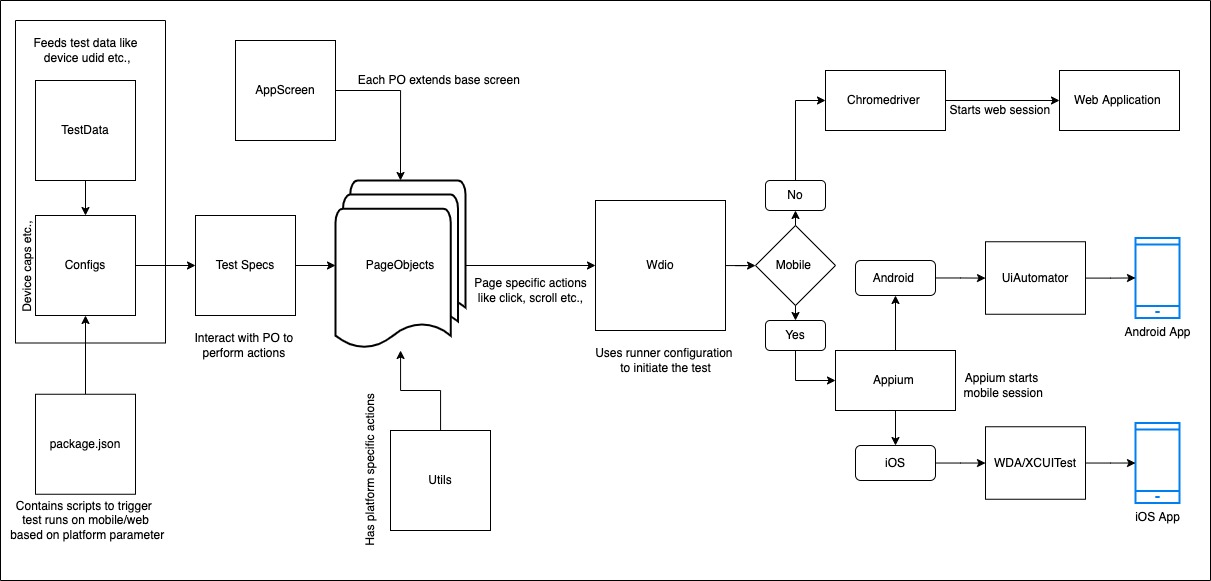 Feeds test data like
device udid etc.,
TestData
Device caps etc.,
Configs
package.json
Contains scripts to trigger
test runs on mobile/web
based on platform parameter
Test Specs
Interact with PO to
perform actions
AppScreen
Each PO extends base screen
PageObjects
Has platform specific actions
Utils
Page specific actions
like click, scroll etc.,
Wdio
Uses runner configuration
to initiate the test
Mobile
No
Chromedriver
Starts web session
Web Application
Yes
Appium
Appium starts
mobile session
Android
UiAutomator
Android App
iOS
WDA/XCUITest
iOS App